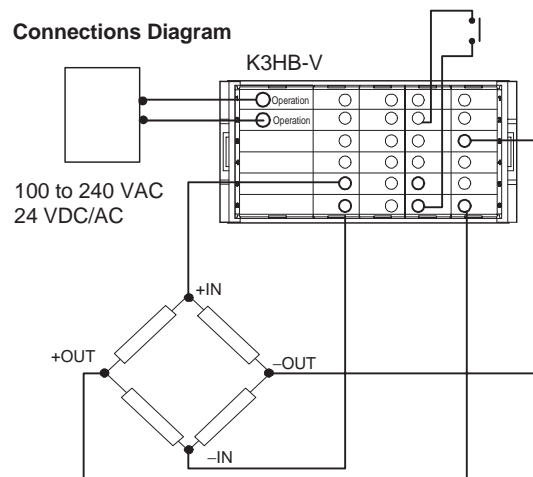 Connections Diagram
K3HB-V
Operation
Operation
100 to 240 VAC
24 VDC/AC
+IN
+OUT
−OUT
−IN